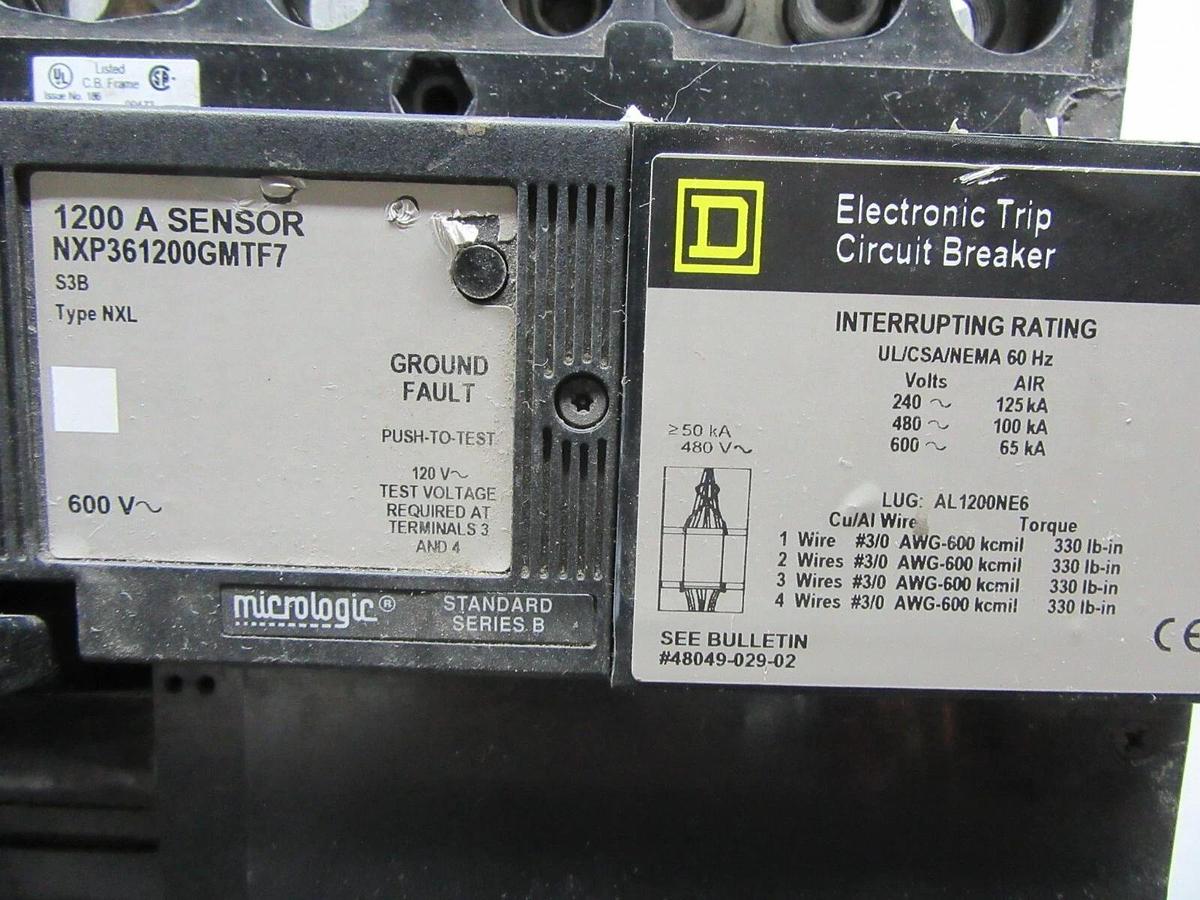 UL
Listed
SP
C.B. Frame
Issue No. 186
1200 A SENSOR
NXP361200GMTF7
S3B
Type NXL
GROUND
FAULT
PUSH-TO-TEST
120 V~
TEST VOLTAGE
REQUIRED AT
TERMINALS 3
AND 4
600 V~
micrologic®
STANDARD
SERIES B
D
Electronic Trip
Circuit Breaker
INTERRUPTING RATING
UL/CSA/NEMA 60 Hz
Volts AIR
240 ~ 125 kA
480 ~ 100 kA
600 ~ 65 kA
≥50 kA
480 V~
LUG: AL1200NE6
Cu/Al Wire Torque
1 Wire #3/0 AWG-600 kcmil 330 lb-in
2 Wires #3/0 AWG-600 kcmil 330 lb-in
3 Wires #3/0 AWG-600 kcmil 330 lb-in
4 Wires #3/0 AWG-600 kcmil 330 lb-in
SEE BULLETIN
#48049-029-02
CE